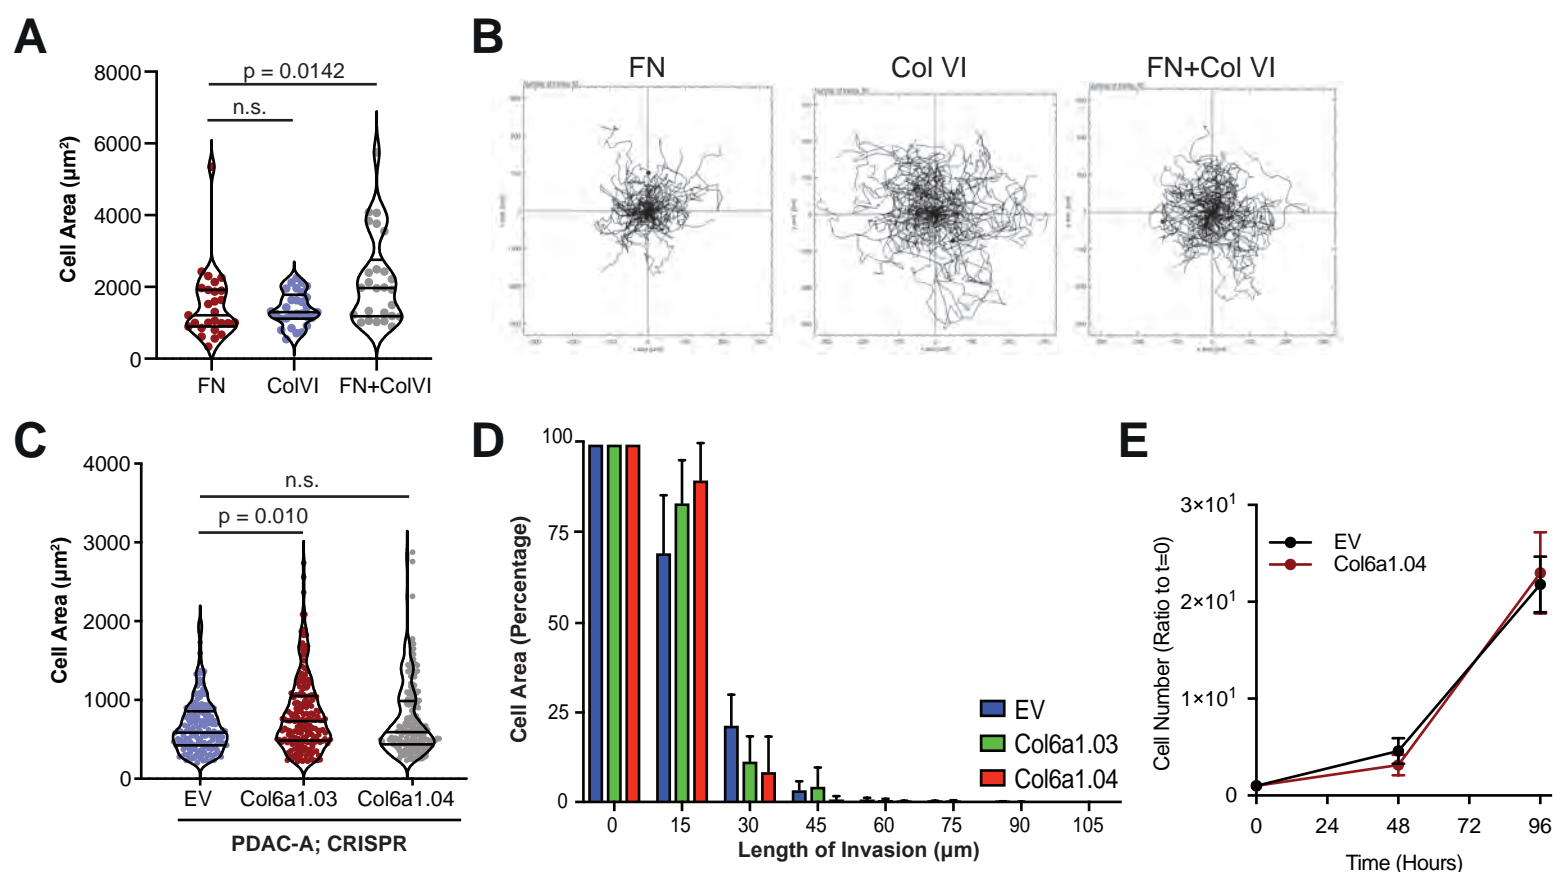 A
8000
6000
4000
2000
0
Cell Area (µm²)
p = 0.0142
n.s.
FN
ColVI
FN+ColVI
B
FN
Col VI
FN+Col VI
C
4000
3000
2000
1000
0
Cell Area (µm²)
n.s.
p = 0.010
EV
Col6a1.03
Col6a1.04
PDAC-A; CRISPR
D
100
75
50
25
0
Cell Area (Percentage)
EV
Col6a1.03
Col6a1.04
0 15 30 45 60 75 90 105
Length of Invasion (µm)
E
3×10¹
2×10¹
1×10¹
0
Cell Number (Ratio to t=0)
EV
Col6a1.04
0 24 48 72 96
Time (Hours)